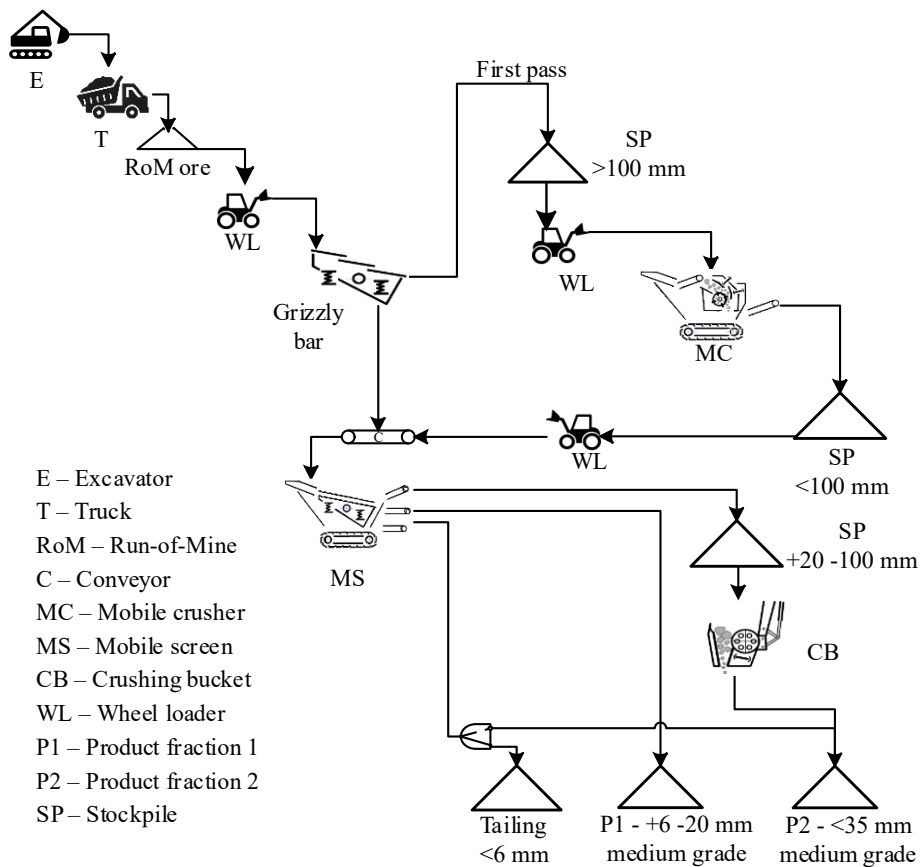 E
T
RoM ore
WL
Grizzly
bar
First pass
SP
>100 mm
WL
MC
SP
<100 mm
WL
C
MS
SP
+20 -100 mm
CB
Tailing
<6 mm
P1 - +6 -20 mm
medium grade
P2 - <35 mm
medium grade
E – Excavator
T – Truck
RoM – Run-of-Mine
C – Conveyor
MC – Mobile crusher
MS – Mobile screen
CB – Crushing bucket
WL – Wheel loader
P1 – Product fraction 1
P2 – Product fraction 2
SP – Stockpile